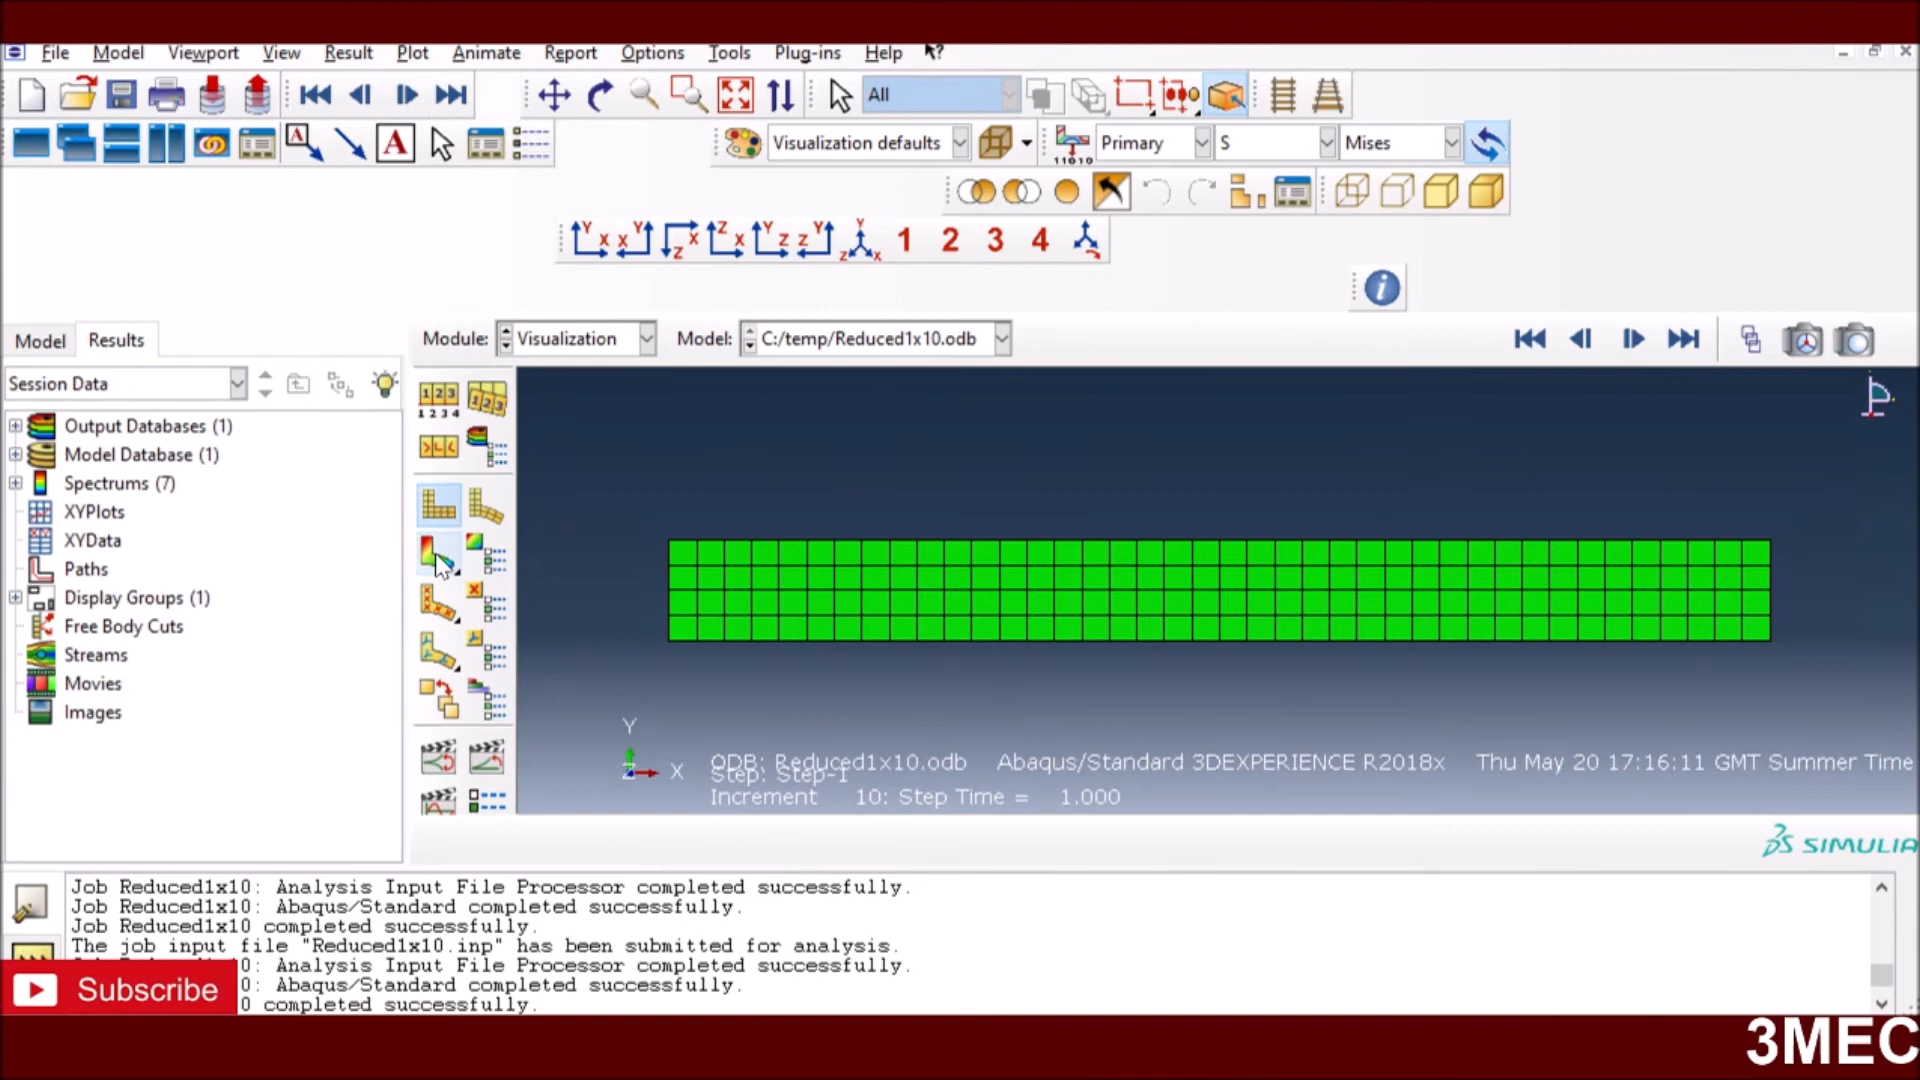 File Model Viewport View Result Plot Animate Report Options Tools Plug-ins Help
All
A A Visualization defaults 11010 Primary S Mises
Y X X Y X Z Z X Y Z Z Y Y Z X 1 2 3 4
i
Model Results
Module: Visualization Model: C:/temp/Reduced1x10.odb
Session Data
Output Databases (1)
Model Database (1)
Spectrums (7)
XYPlots
XYData
Paths
Display Groups (1)
Free Body Cuts
Streams
Movies
Images
Y
X
ODB: Reduced1x10.odb Abaqus/Standard 3DEXPERIENCE R2018x Thu May 20 17:16:11 GMT Summer Time
Step: Step-1
Increment 10: Step Time = 1.000
SIMULIA
Job Reduced1x10: Analysis Input File Processor completed successfully.
Job Reduced1x10: Abaqus/Standard completed successfully.
Job Reduced1x10 completed successfully.
The job input file "Reduced1x10.inp" has been submitted for analysis.
0: Analysis Input File Processor completed successfully.
0: Abaqus/Standard completed successfully.
0 completed successfully.
Subscribe
3MEC